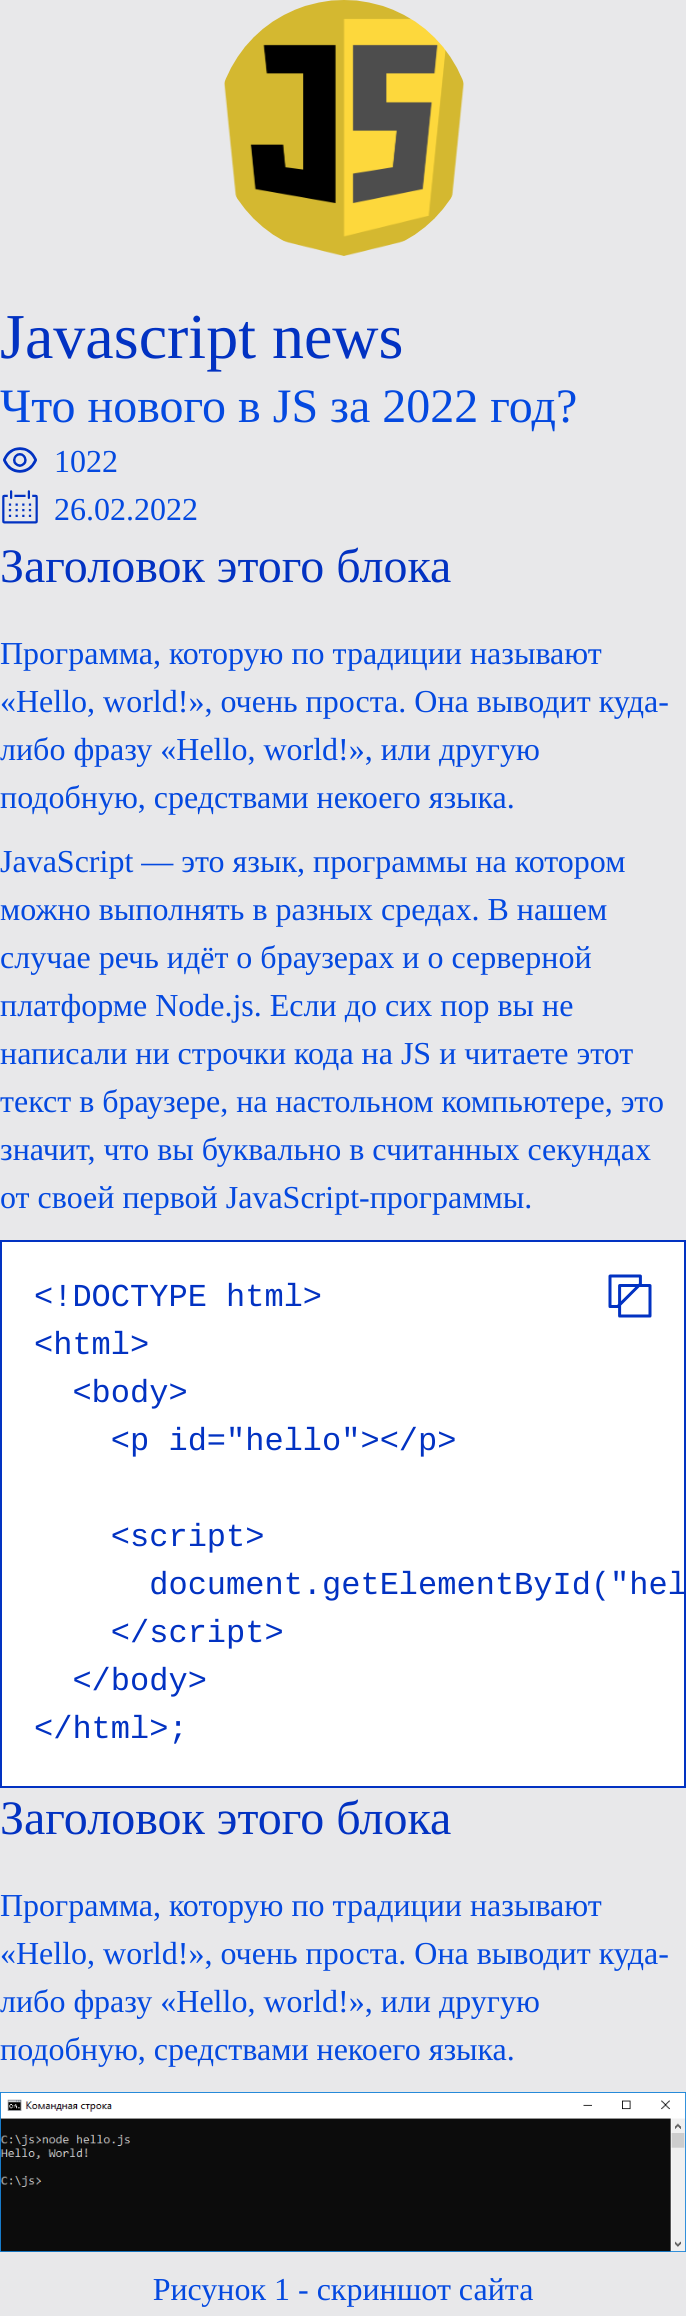 JS
Javascript news
Что нового в JS за 2022 год?
1022
26.02.2022
Заголовок этого блока
Программа, которую по традиции называют
«Hello, world!», очень проста. Она выводит куда-
либо фразу «Hello, world!», или другую
подобную, средствами некоего языка.
JavaScript — это язык, программы на котором
можно выполнять в разных средах. В нашем
случае речь идёт о браузерах и о серверной
платформе Node.js. Если до сих пор вы не
написали ни строчки кода на JS и читаете этот
текст в браузере, на настольном компьютере, это
значит, что вы буквально в считанных секундах
от своей первой JavaScript-программы.
<!DOCTYPE html>
<html>
  <body>
    <p id="hello"></p>
    <script>
      document.getElementById("hel
    </script>
  </body>
</html>;
Заголовок этого блока
Программа, которую по традиции называют
«Hello, world!», очень проста. Она выводит куда-
либо фразу «Hello, world!», или другую
подобную, средствами некоего языка.
Командная строка
C:\js>node hello.js
Hello, World!
C:\js>
Рисунок 1 - скриншот сайта